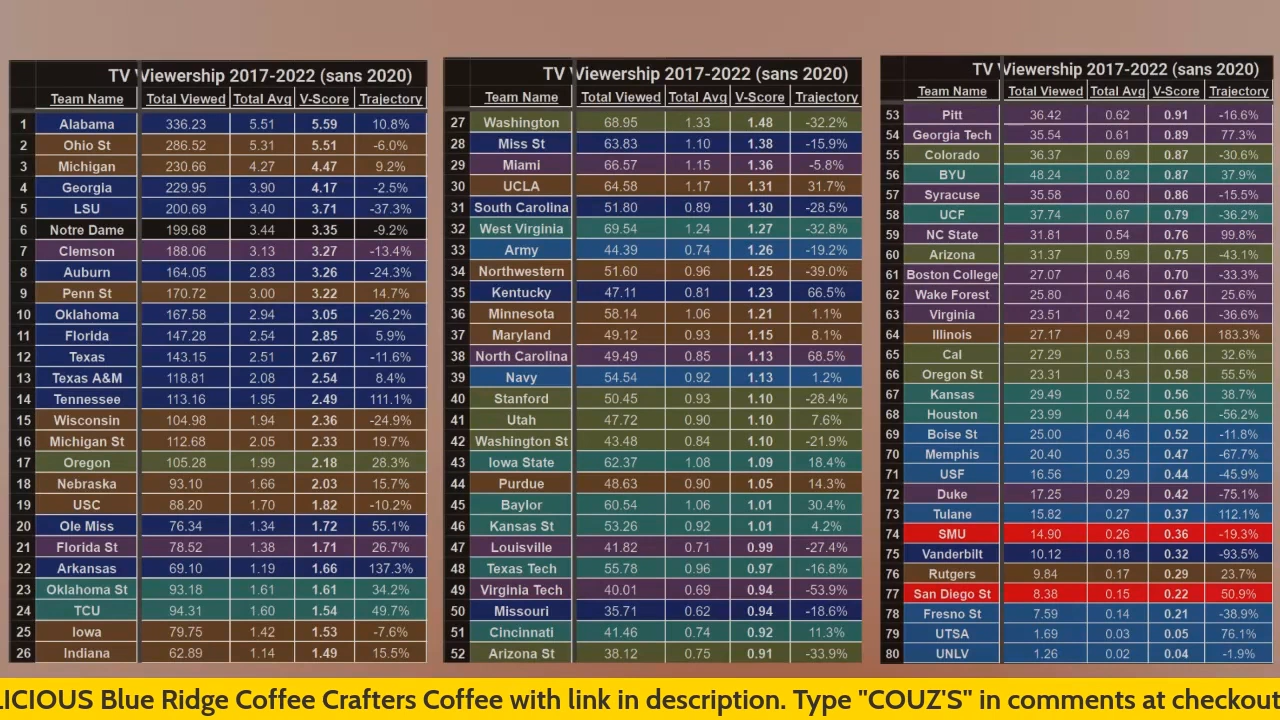 TV Viewership 2017-2022 (sans 2020)
Team Name Total Viewed Total Avg V-Score Trajectory
1 Alabama 336.23 5.51 5.59 10.8%
2 Ohio St 286.52 5.31 5.51 -6.0%
3 Michigan 230.66 4.27 4.47 9.2%
4 Georgia 229.95 3.90 4.17 -2.5%
5 LSU 200.69 3.40 3.71 -37.3%
6 Notre Dame 199.68 3.44 3.35 -9.2%
7 Clemson 188.06 3.13 3.27 -13.4%
8 Auburn 164.05 2.83 3.26 -24.3%
9 Penn St 170.72 3.00 3.22 14.7%
10 Oklahoma 167.58 2.94 3.05 -26.2%
11 Florida 147.28 2.54 2.85 5.9%
12 Texas 143.15 2.51 2.67 -11.6%
13 Texas A&M 118.81 2.08 2.54 8.4%
14 Tennessee 113.16 1.95 2.49 111.1%
15 Wisconsin 104.98 1.94 2.36 -24.9%
16 Michigan St 112.68 2.05 2.33 19.7%
17 Oregon 105.28 1.99 2.18 28.3%
18 Nebraska 93.10 1.66 2.03 15.7%
19 USC 88.20 1.70 1.82 -10.2%
20 Ole Miss 76.34 1.34 1.72 55.1%
21 Florida St 78.52 1.38 1.71 26.7%
22 Arkansas 69.10 1.19 1.66 137.3%
23 Oklahoma St 93.18 1.61 1.61 34.2%
24 TCU 94.31 1.60 1.54 49.7%
25 Iowa 79.75 1.42 1.53 -7.6%
26 Indiana 62.89 1.14 1.49 15.5%
TV Viewership 2017-2022 (sans 2020)
Team Name Total Viewed Total Avg V-Score Trajectory
27 Washington 68.95 1.33 1.48 -32.2%
28 Miss St 63.83 1.10 1.38 -15.9%
29 Miami 66.57 1.15 1.36 -5.8%
30 UCLA 64.58 1.17 1.31 31.7%
31 South Carolina 51.80 0.89 1.30 -28.5%
32 West Virginia 69.54 1.24 1.27 -32.8%
33 Army 44.39 0.74 1.26 -19.2%
34 Northwestern 51.60 0.96 1.25 -39.0%
35 Kentucky 47.11 0.81 1.23 66.5%
36 Minnesota 58.14 1.06 1.21 1.1%
37 Maryland 49.12 0.93 1.15 8.1%
38 North Carolina 49.49 0.85 1.13 68.5%
39 Navy 54.54 0.92 1.13 1.2%
40 Stanford 50.45 0.93 1.10 -28.4%
41 Utah 47.72 0.90 1.10 7.6%
42 Washington St 43.48 0.84 1.10 -21.9%
43 Iowa State 62.37 1.08 1.09 18.4%
44 Purdue 48.63 0.90 1.05 14.3%
45 Baylor 60.54 1.06 1.01 30.4%
46 Kansas St 53.26 0.92 1.01 4.2%
47 Louisville 41.82 0.71 0.99 -27.4%
48 Texas Tech 55.78 0.96 0.97 -16.8%
49 Virginia Tech 40.01 0.69 0.94 -53.9%
50 Missouri 35.71 0.62 0.94 -18.6%
51 Cincinnati 41.46 0.74 0.92 11.3%
52 Arizona St 38.12 0.75 0.91 -33.9%
TV Viewership 2017-2022 (sans 2020)
Team Name Total Viewed Total Avg V-Score Trajectory
53 Pitt 36.42 0.62 0.91 -16.6%
54 Georgia Tech 35.54 0.61 0.89 77.3%
55 Colorado 36.37 0.69 0.87 -30.6%
56 BYU 48.24 0.82 0.87 37.9%
57 Syracuse 35.58 0.60 0.86 -15.5%
58 UCF 37.74 0.67 0.79 -36.2%
59 NC State 31.81 0.54 0.76 99.8%
60 Arizona 31.37 0.59 0.75 -43.1%
61 Boston College 27.07 0.46 0.70 -33.3%
62 Wake Forest 25.80 0.46 0.67 25.6%
63 Virginia 23.51 0.42 0.66 -36.6%
64 Illinois 27.17 0.49 0.66 183.3%
65 Cal 27.29 0.53 0.66 32.6%
66 Oregon St 23.31 0.43 0.58 55.5%
67 Kansas 29.49 0.52 0.56 38.7%
68 Houston 23.99 0.44 0.56 -56.2%
69 Boise St 25.00 0.46 0.52 -11.8%
70 Memphis 20.40 0.35 0.47 -67.7%
71 USF 16.56 0.29 0.44 -45.9%
72 Duke 17.25 0.29 0.42 -75.1%
73 Tulane 15.82 0.27 0.37 112.1%
74 SMU 14.90 0.26 0.36 -19.3%
75 Vanderbilt 10.12 0.18 0.32 -93.5%
76 Rutgers 9.84 0.17 0.29 23.7%
77 San Diego St 8.38 0.15 0.22 50.9%
78 Fresno St 7.59 0.14 0.21 -38.9%
79 UTSA 1.69 0.03 0.05 76.1%
80 UNLV 1.26 0.02 0.04 -1.9%
LICIOUS Blue Ridge Coffee Crafters Coffee with link in description. Type "COUZ'S" in comments at checkout